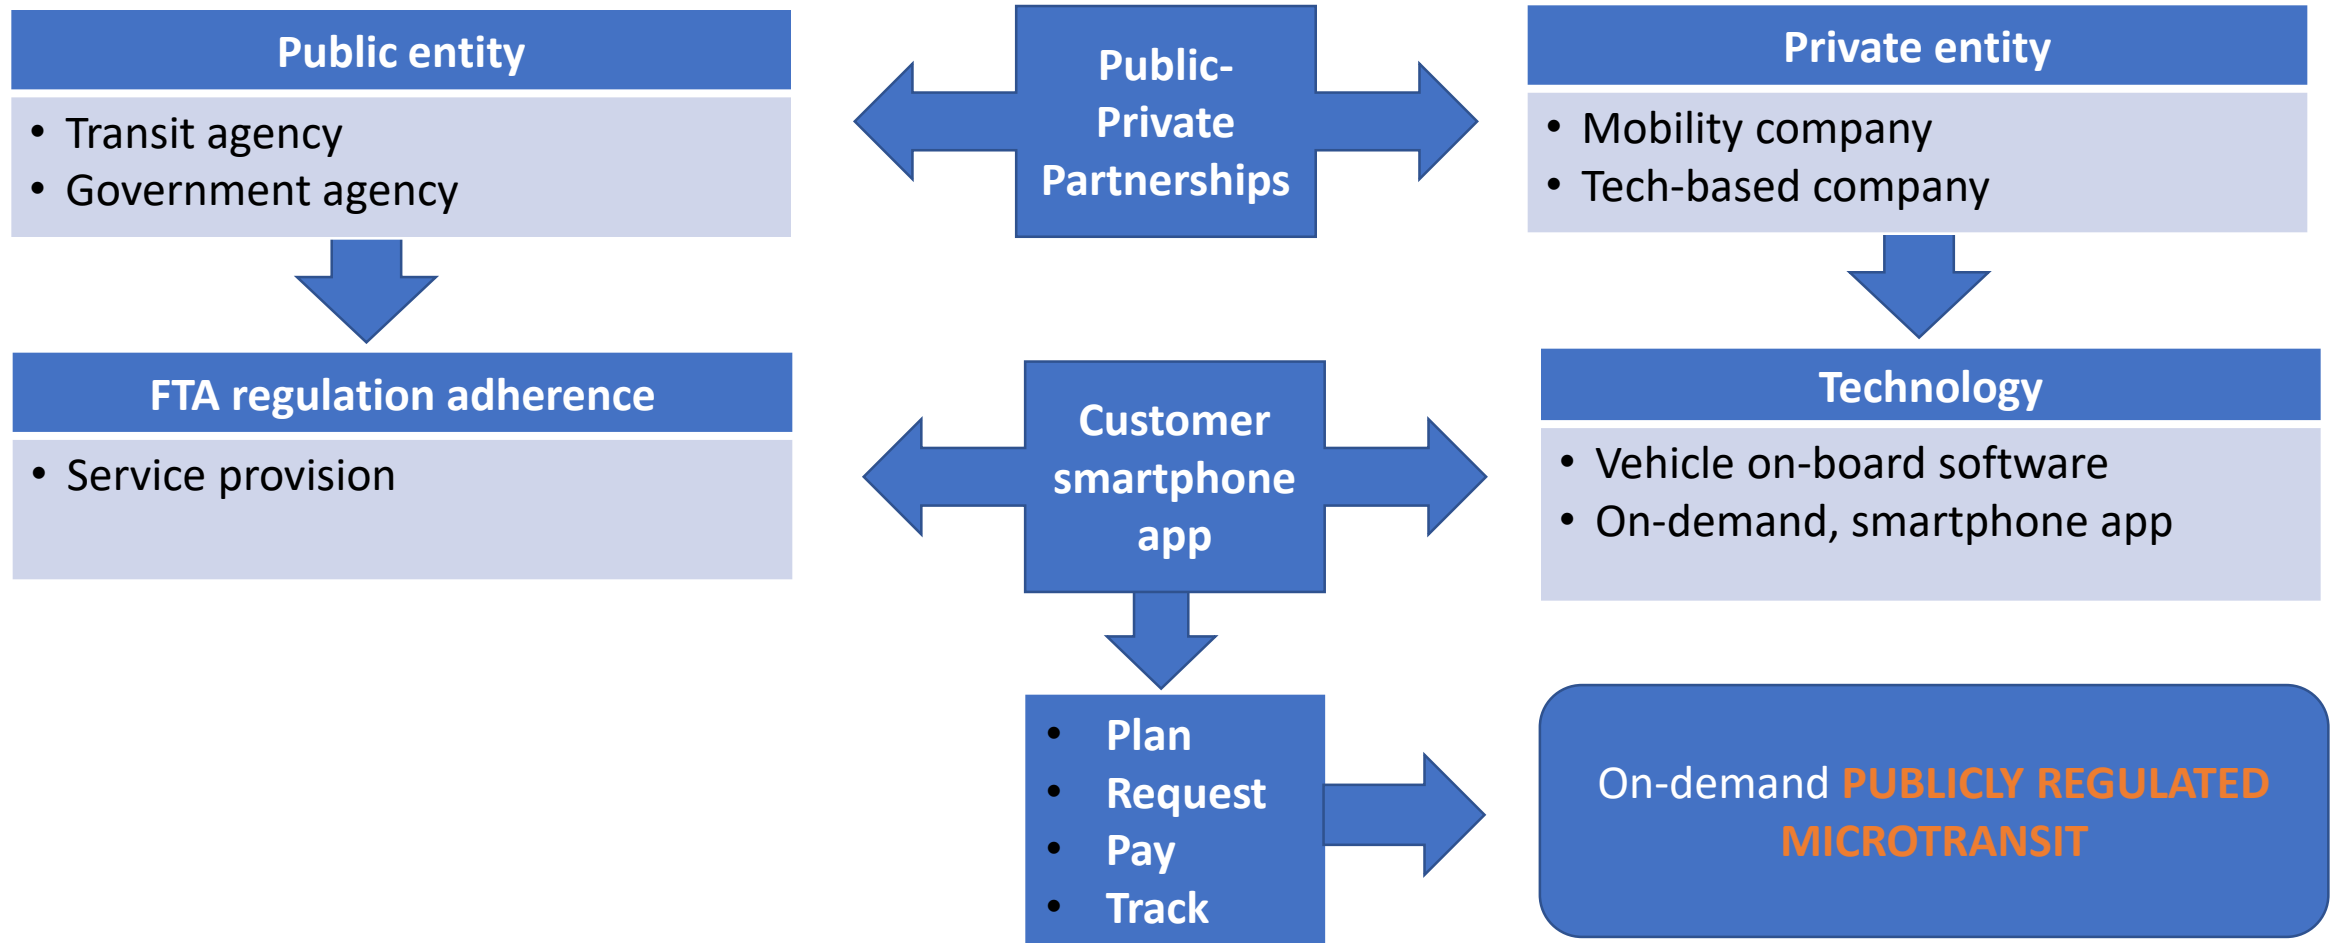 Public entity
• Transit agency
• Government agency
Public-
Private
Partnerships
Private entity
• Mobility company
• Tech-based company
FTA regulation adherence
• Service provision
Customer
smartphone
app
Technology
• Vehicle on-board software
• On-demand, smartphone app
• Plan
• Request
• Pay
• Track
On-demand PUBLICLY REGULATED
MICROTRANSIT